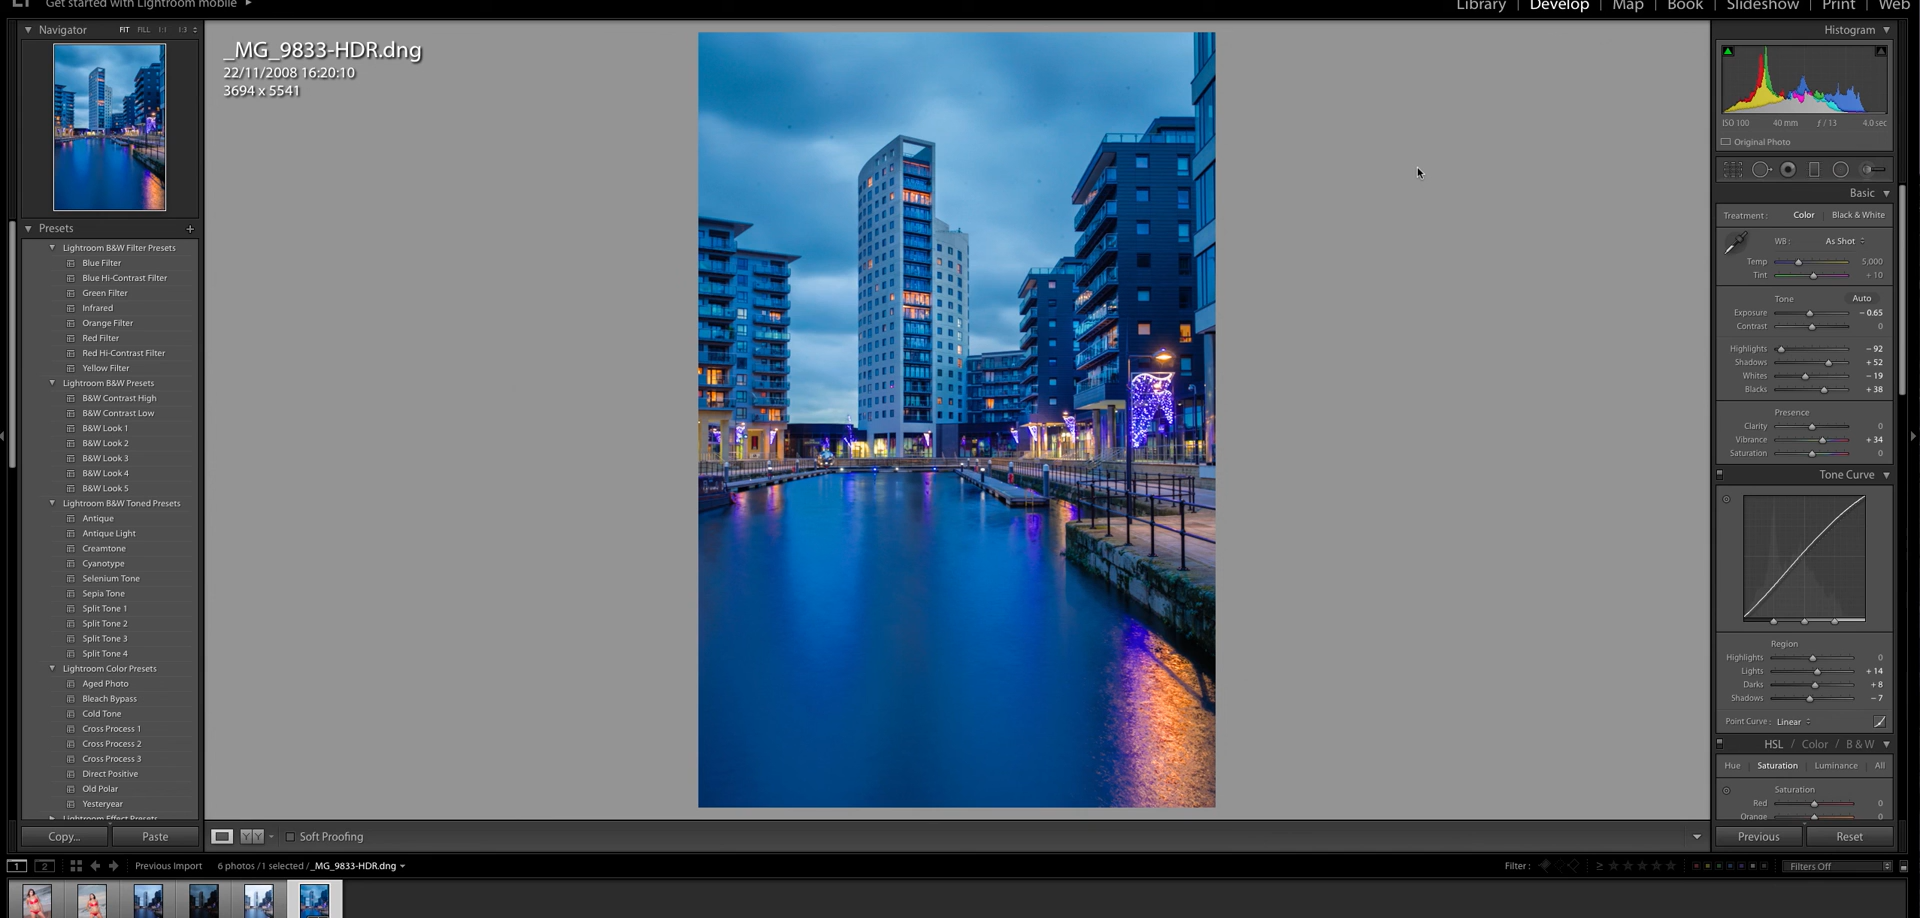 Get started with Lightroom mobile
Library | Develop | Map | Book | Slideshow | Print | Web
Navigator FIT FILL 1:1 1:3
_MG_9833-HDR.dng
22/11/2008 16:20:10
3694 x 5541
Presets +
Lightroom B&W Filter Presets
Blue Filter
Blue Hi-Contrast Filter
Green Filter
Infrared
Orange Filter
Red Filter
Red Hi-Contrast Filter
Yellow Filter
Lightroom B&W Presets
B&W Contrast High
B&W Contrast Low
B&W Look 1
B&W Look 2
B&W Look 3
B&W Look 4
B&W Look 5
Lightroom B&W Toned Presets
Antique
Antique Light
Creamtone
Cyanotype
Selenium Tone
Sepia Tone
Split Tone 1
Split Tone 2
Split Tone 3
Split Tone 4
Lightroom Color Presets
Aged Photo
Bleach Bypass
Cold Tone
Cross Process 1
Cross Process 2
Cross Process 3
Direct Positive
Old Polar
Yesteryear
Lightroom Effect Presets
Copy... Paste
Histogram
ISO 100 40 mm ƒ / 13 4.0 sec
Original Photo
Basic
Treatment : Color Black & White
WB : As Shot
Temp 5,000
Tint + 10
Tone Auto
Exposure − 0.65
Contrast 0
Highlights − 92
Shadows + 52
Whites − 19
Blacks + 38
Presence
Clarity 0
Vibrance + 34
Saturation 0
Tone Curve
Region
Highlights 0
Lights + 14
Darks + 8
Shadows − 7
Point Curve : Linear
HSL / Color / B & W
Hue Saturation Luminance All
Saturation
Red 0
Orange 0
Previous Reset
Y Y Soft Proofing
1 2 Previous Import 6 photos / 1 selected / _MG_9833-HDR.dng
Filter : ≥ Filters Off